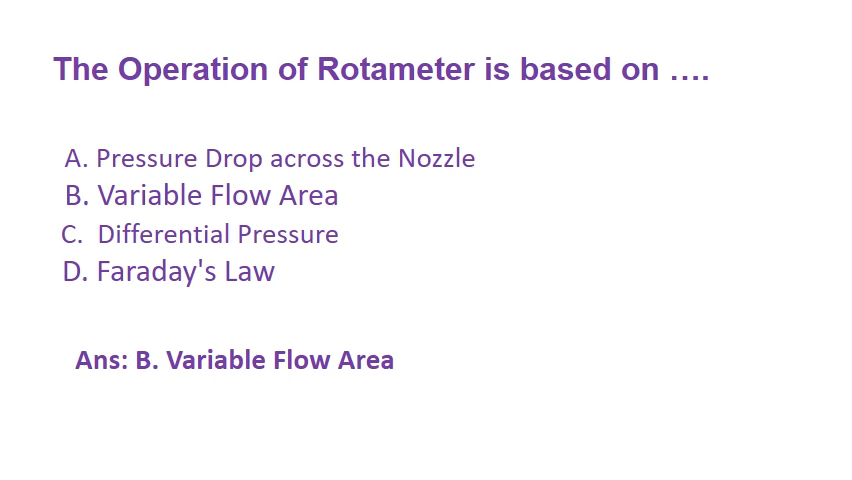 The Operation of Rotameter is based on ….
A. Pressure Drop across the Nozzle
B. Variable Flow Area
C. Differential Pressure
D. Faraday's Law
Ans: B. Variable Flow Area